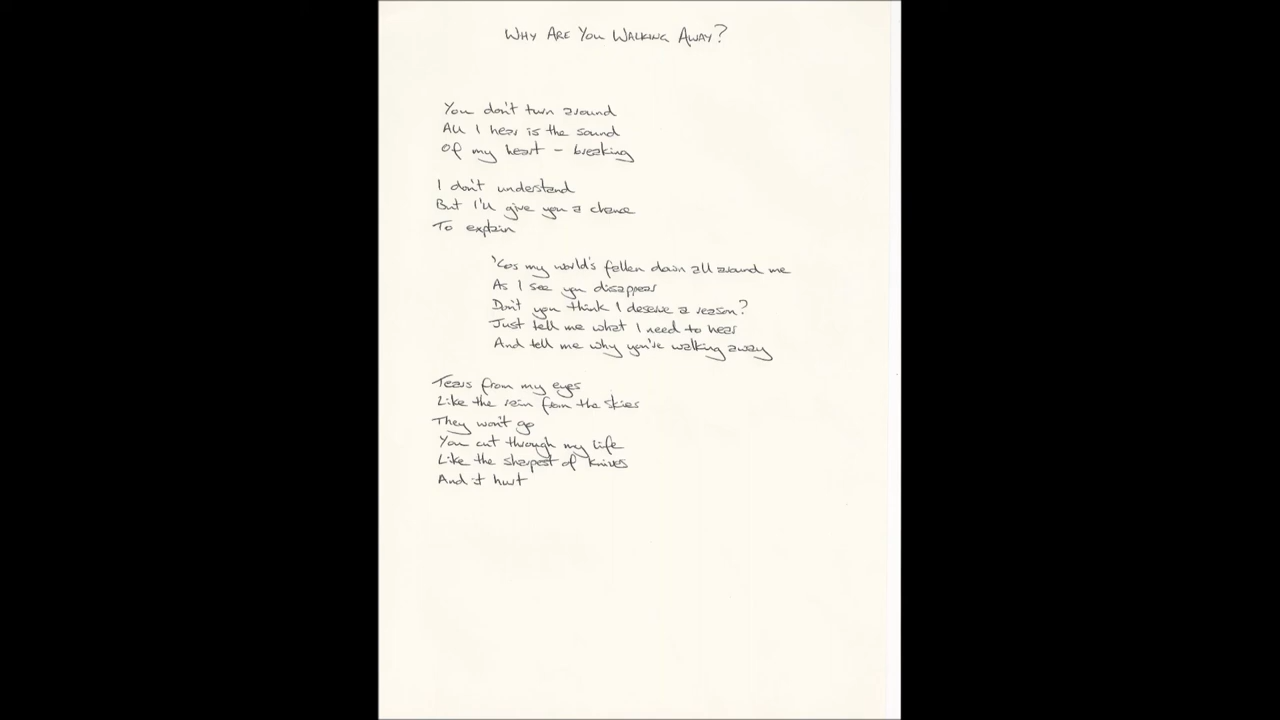 WHY ARE YOU WALKING AWAY?
You don't turn around
All I hear is the sound
Of my heart - breaking
I don't understand
But I'll give you a chance
To explain
'Cos my world's fallen down all around me
As I see you disappear
Don't you think I deserve a reason?
Just tell me what I need to hear
And tell me why you're walking away
Tears from my eyes
Like the rain from the skies
They won't go
You cut through my life
Like the sharpest of knives
And it hurt